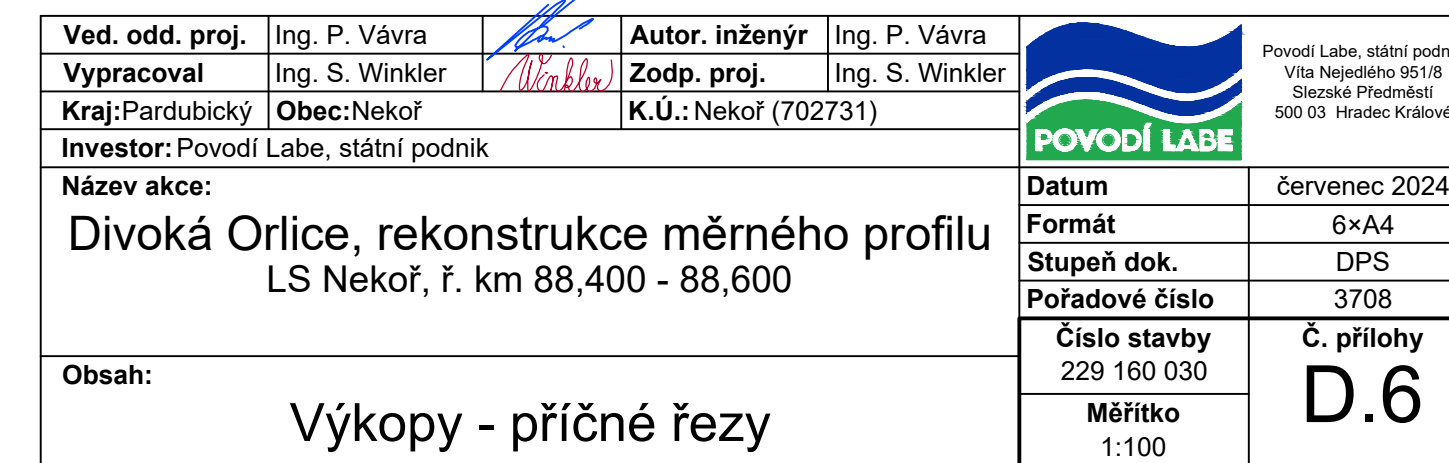 Ved. odd. proj. Ing. P. Vávra Autor. inženýr Ing. P. Vávra
Vypracoval Ing. S. Winkler Winkler Zodp. proj. Ing. S. Winkler
Kraj: Pardubický Obec: Nekoř K.Ú.: Nekoř (702731)
Investor: Povodí Labe, státní podnik
POVODÍ LABE
Povodí Labe, státní podn
Víta Nejedlého 951/8
Slezské Předměstí
500 03 Hradec Králové
Název akce:
Divoká Orlice, rekonstrukce měrného profilu
LS Nekoř, ř. km 88,400 - 88,600
Datum červenec 2024
Formát 6×A4
Stupeň dok. DPS
Pořadové číslo 3708
Obsah:
Výkopy - příčné řezy
Číslo stavby
229 160 030
Měřítko
1:100
Č. přílohy
D.6